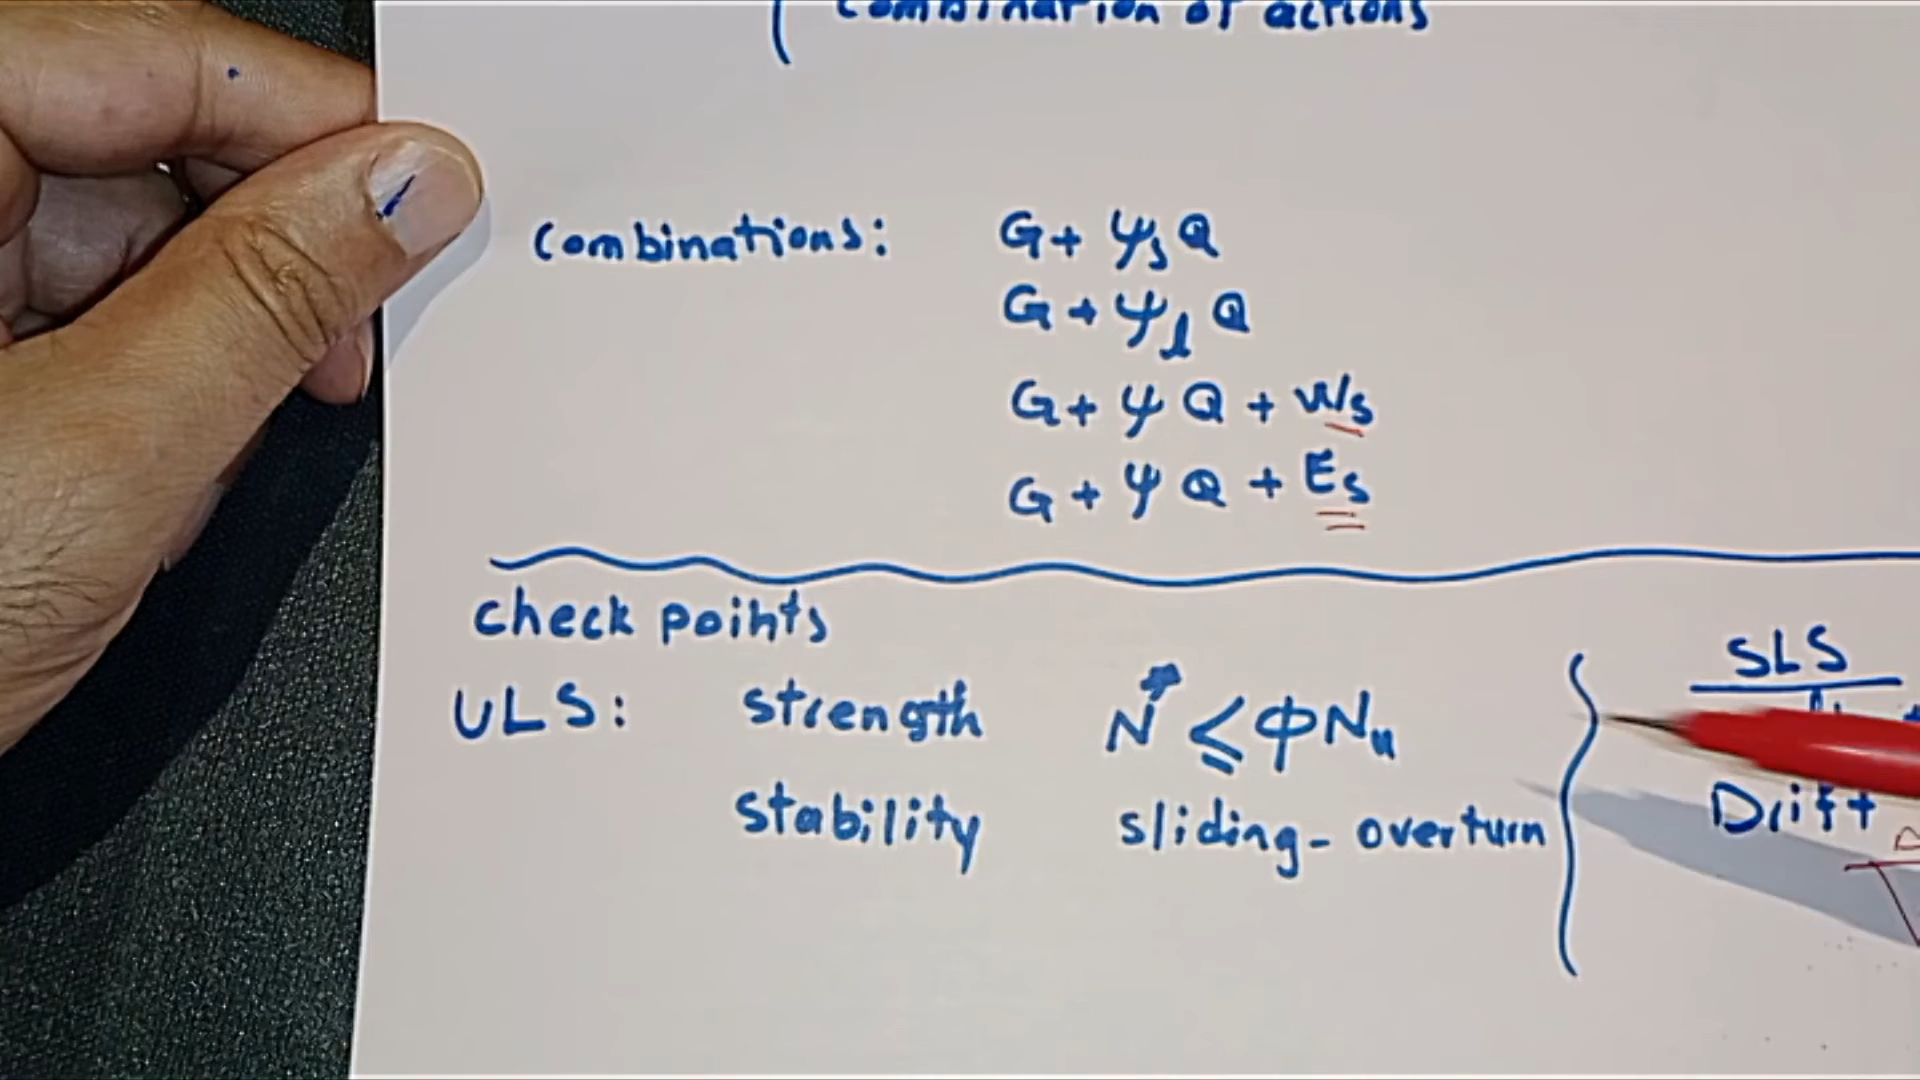 combination of actions
Combinations: G + ψs Q
G + ψl Q
G + ψ Q + Ws
G + ψ Q + Es
check points
ULS: strength N* ≤ ϕNu
stability sliding - overturn
SLS
Drift